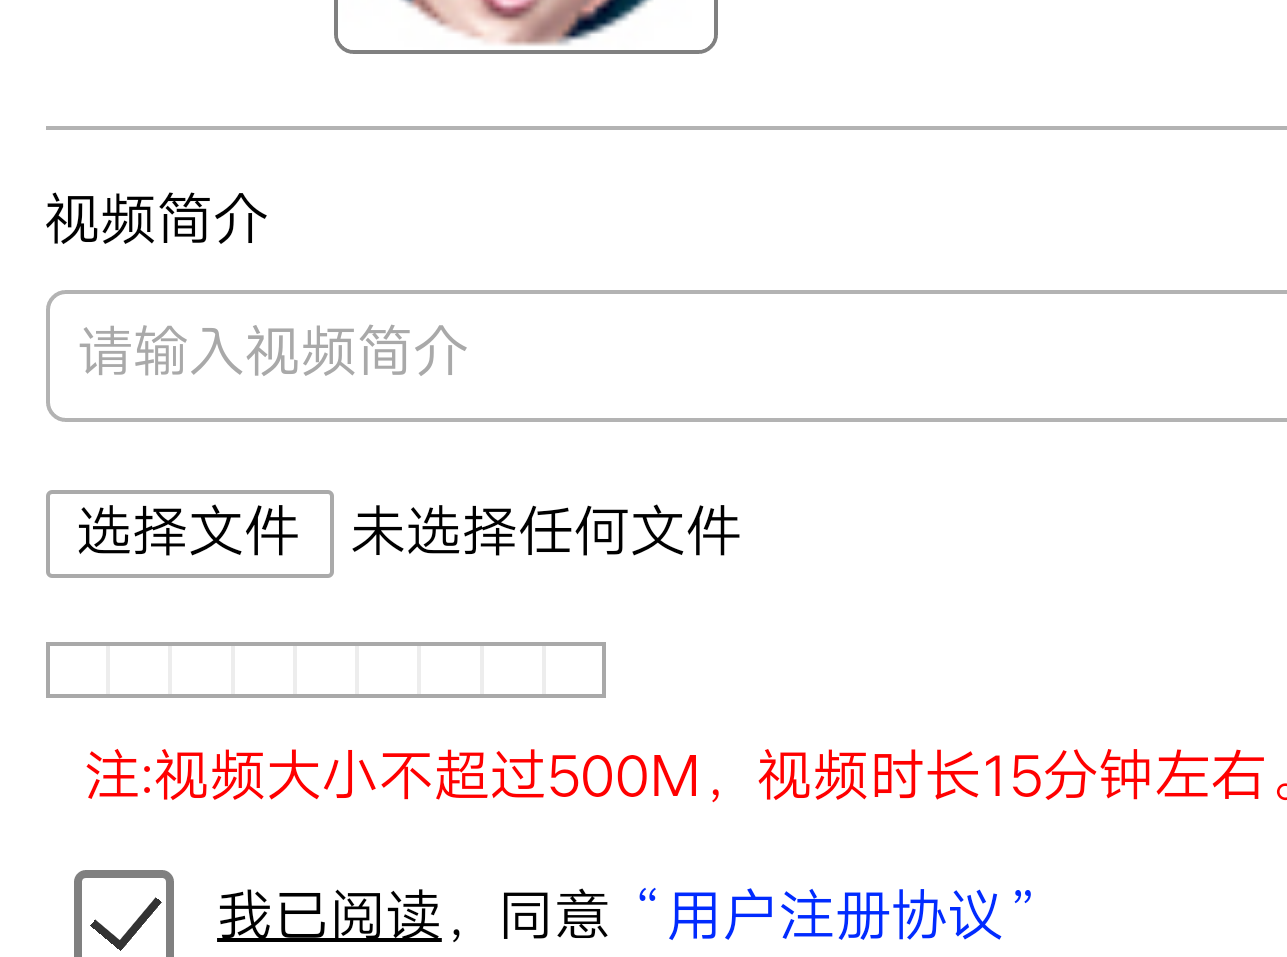 视频简介
请输入视频简介
选择文件 未选择任何文件
注:视频大小不超过500M，视频时长15分钟左右。
我已阅读，同意“用户注册协议”